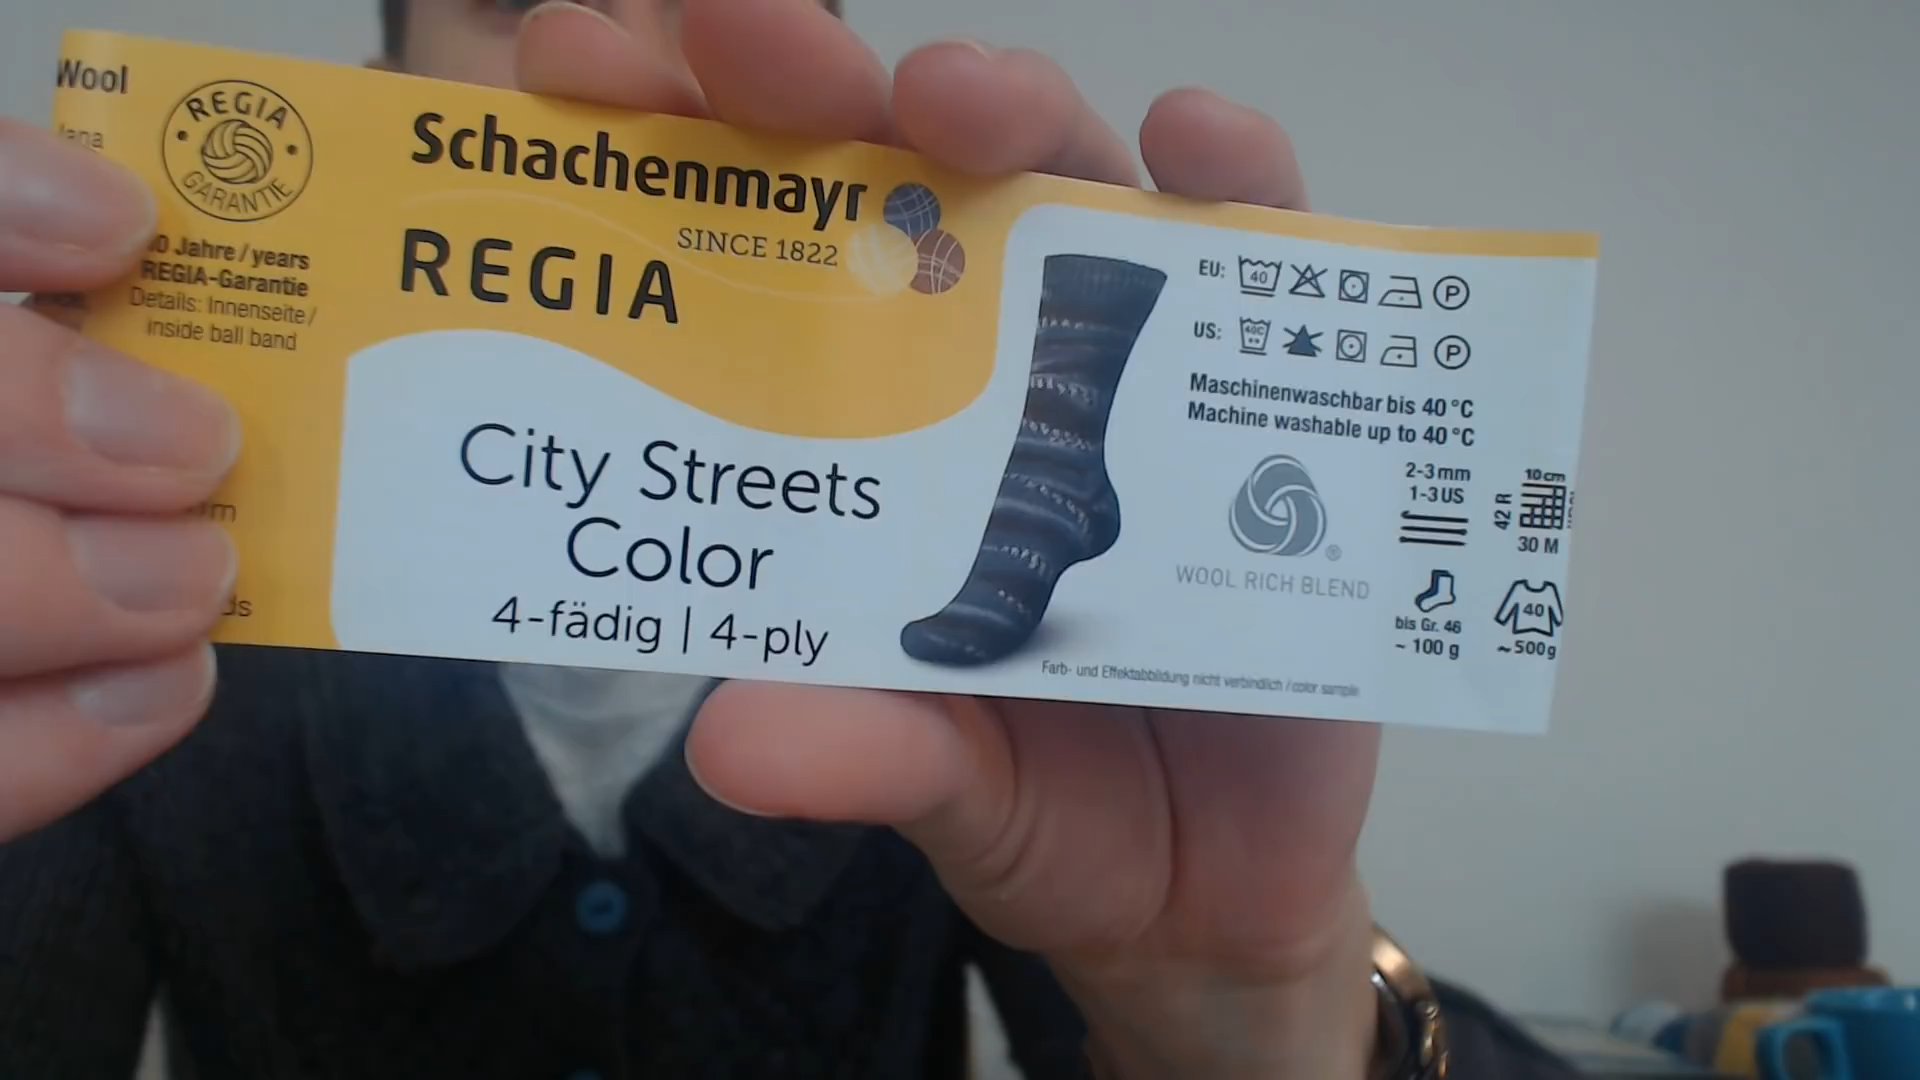 Wool
REGIA
GARANTIE
Jahre / years
REGIA-Garantie
Details: Innenseite /
inside ball band
Schachenmayr
SINCE 1822
REGIA
City Streets
Color
4-fädig | 4-ply
EU: 40 P
US: 40C P
Maschinenwaschbar bis 40 °C
Machine washable up to 40 °C
WOOL RICH BLEND
®
2-3 mm
1-3 US
10 cm
42 R
30 M
bis Gr. 46
~ 100 g
40
~ 500 g
Farb- und Effektabbildung nicht verbindlich / color sample